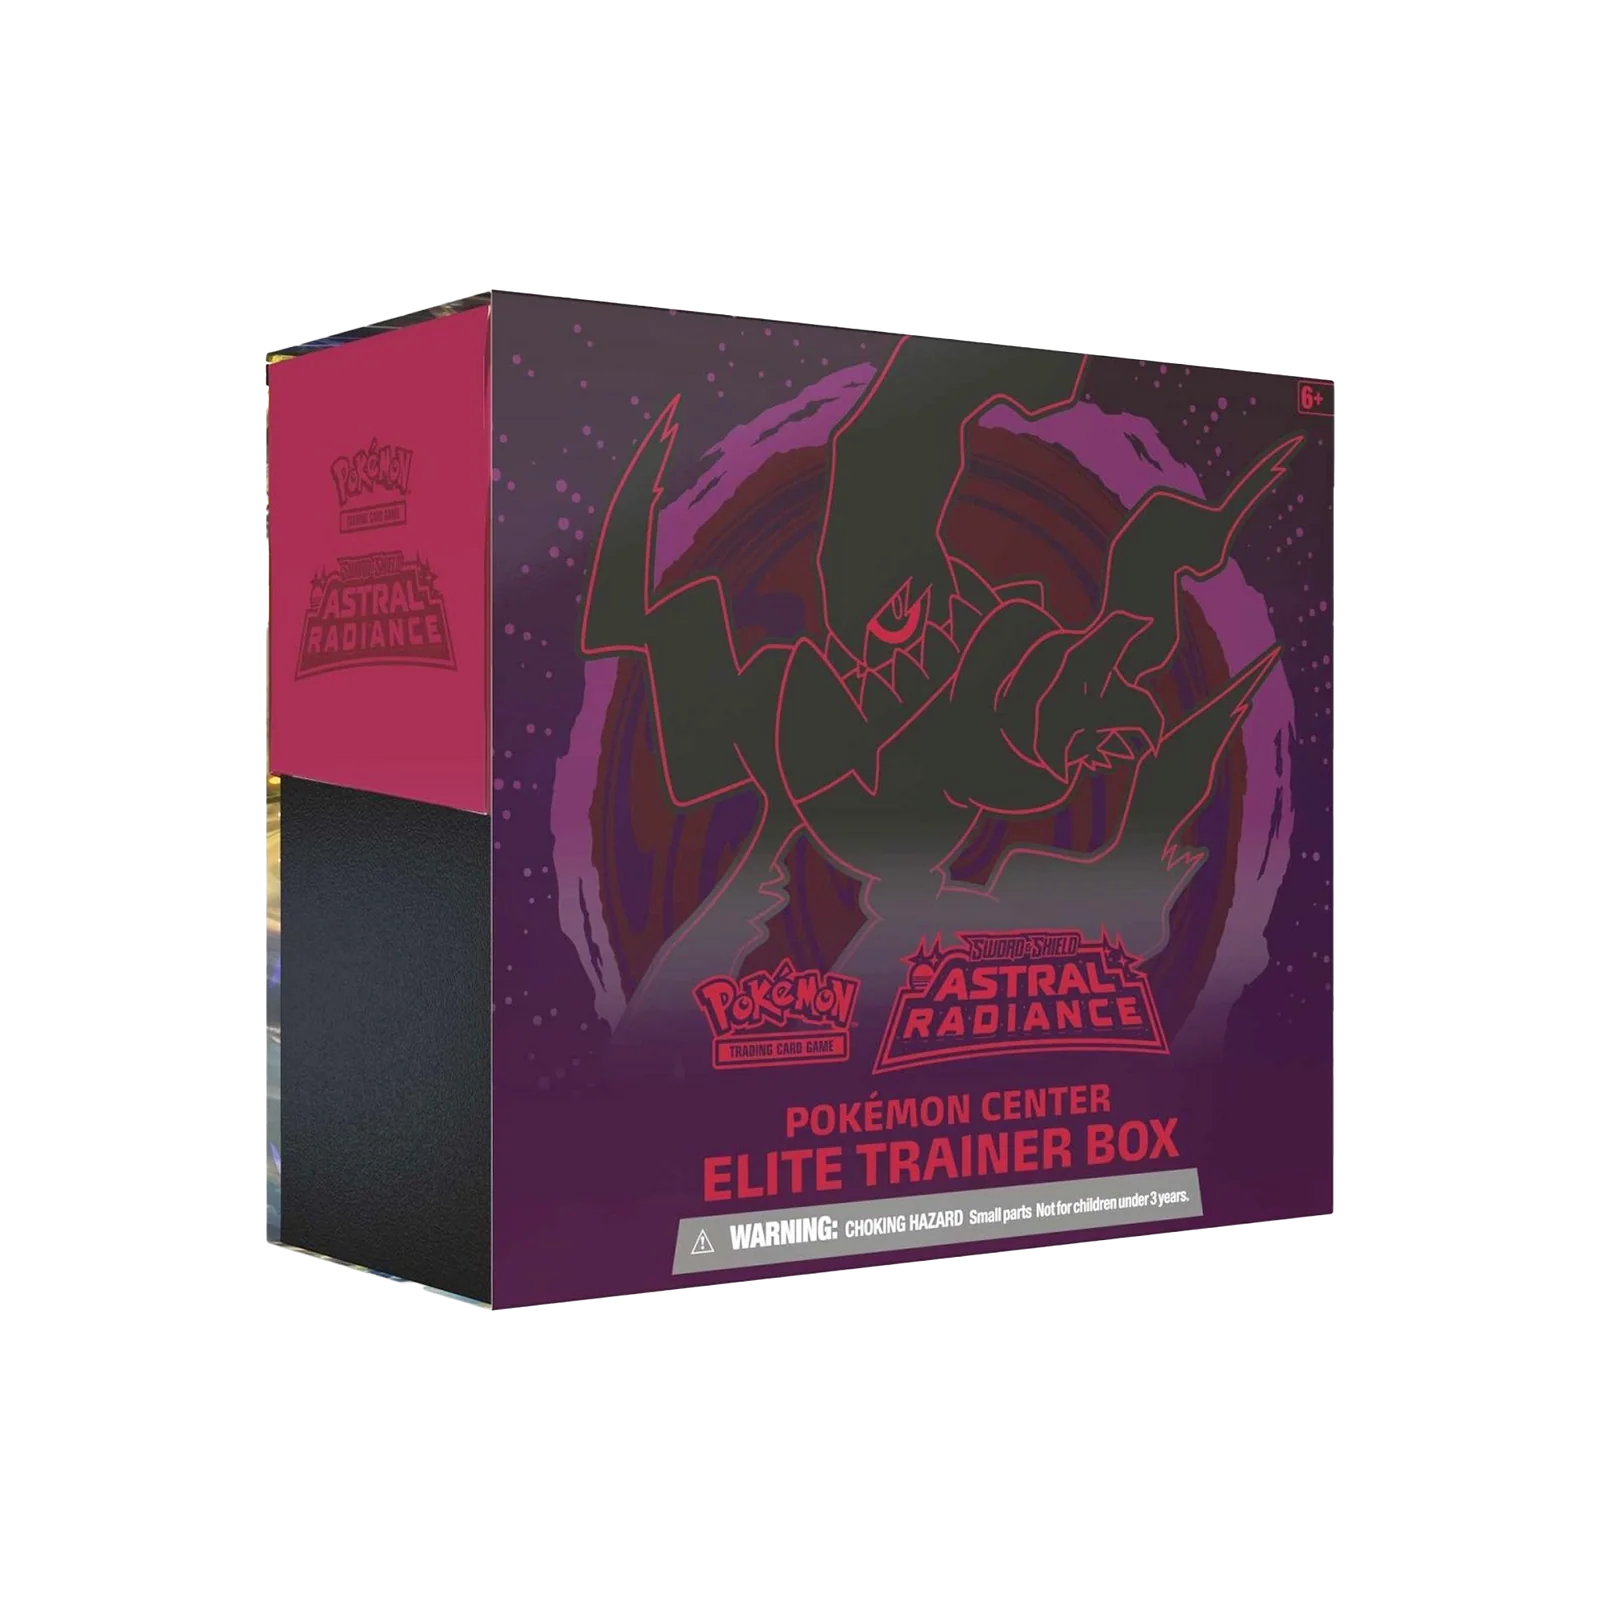 6+
POKéMON
TRADING CARD GAME
SWORD & SHIELD
ASTRAL
RADIANCE
POKéMON
TRADING CARD GAME
SWORD & SHIELD
ASTRAL
RADIANCE
POKÉMON CENTER
ELITE TRAINER BOX
WARNING: CHOKING HAZARD Small parts Not for children under 3 years.